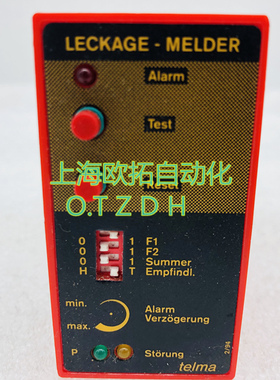 LECKAGE - MELDER
Alarm
Test
上海欧拓自动化
Reset
O.TZDH
0 1 F1
0 1 F2
0 1 Summer
H T Empfindl.
min.
max.
Alarm
Verzögerung
P Störung
telma
2/94